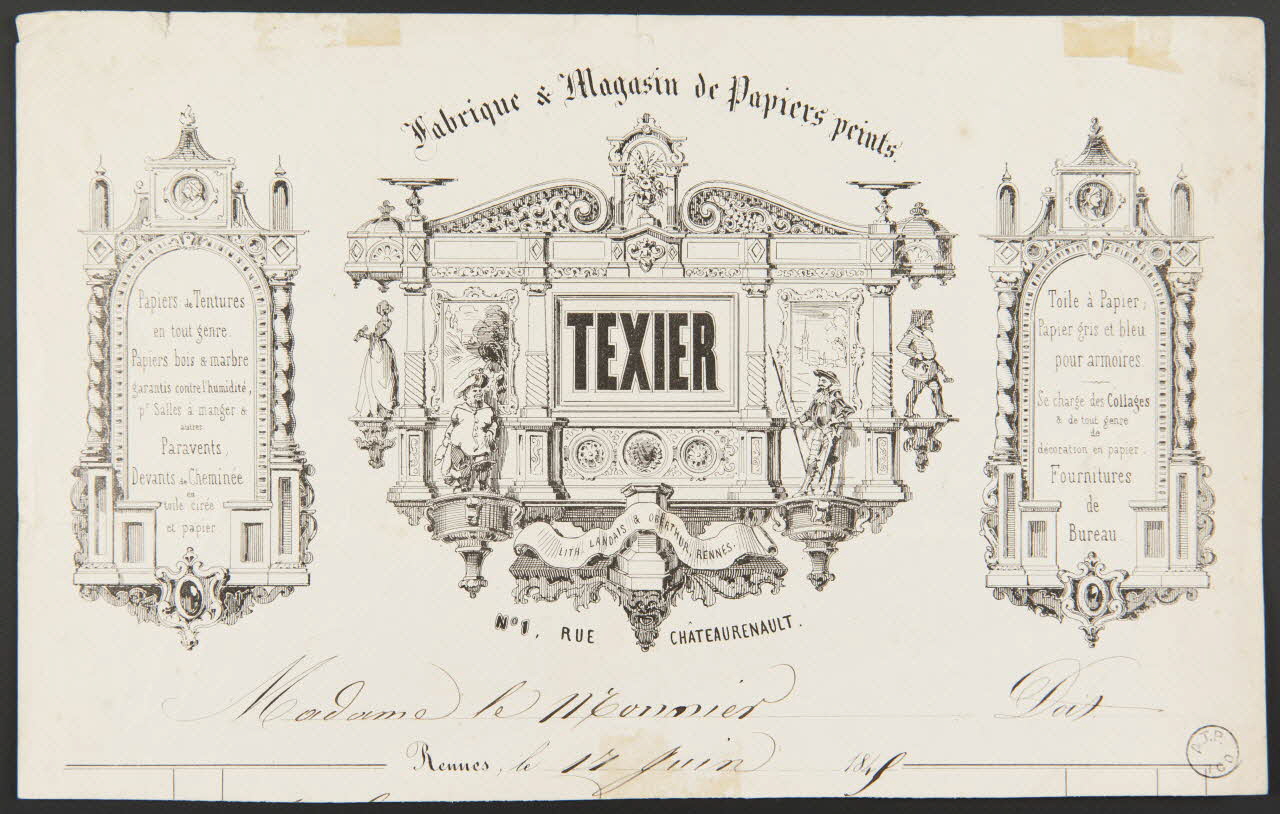 Fabrique & Magasin de Papiers peints.
Papiers de Tentures
en tout genre.
Papiers bois & marbre
garantis contre l'humidité,
pr Salles à manger &
autres
Paravents,
Devants de Cheminée
en
toile cirée
et papier
TEXIER
LITH. LANDAIS & OBERTHUR, RENNES.
No 1, RUE CHÂTEAURENAULT.
Toile à Papier,
Papier gris et bleu
pour armoires.
Se charge des Collages
& de tout genre
de
décoration en papier.
Fournitures
de
Bureau.
Madame le Monnier Doit
Rennes, le 17 Juin 1849
A.T.P.